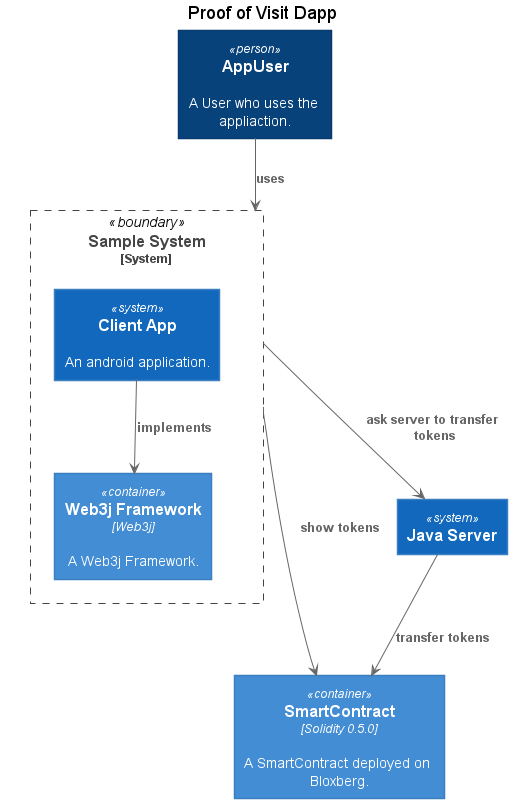 Proof of Visit Dapp
«person»
AppUser
A User who uses the
appliaction.
uses
«boundary»
Sample System
[System]
«system»
Client App
An android application.
implements
«container»
Web3j Framework
[Web3j]
A Web3j Framework.
ask server to transfer
tokens
show tokens
«system»
Java Server
transfer tokens
«container»
SmartContract
[Solidity 0.5.0]
A SmartContract deployed on
Bloxberg.